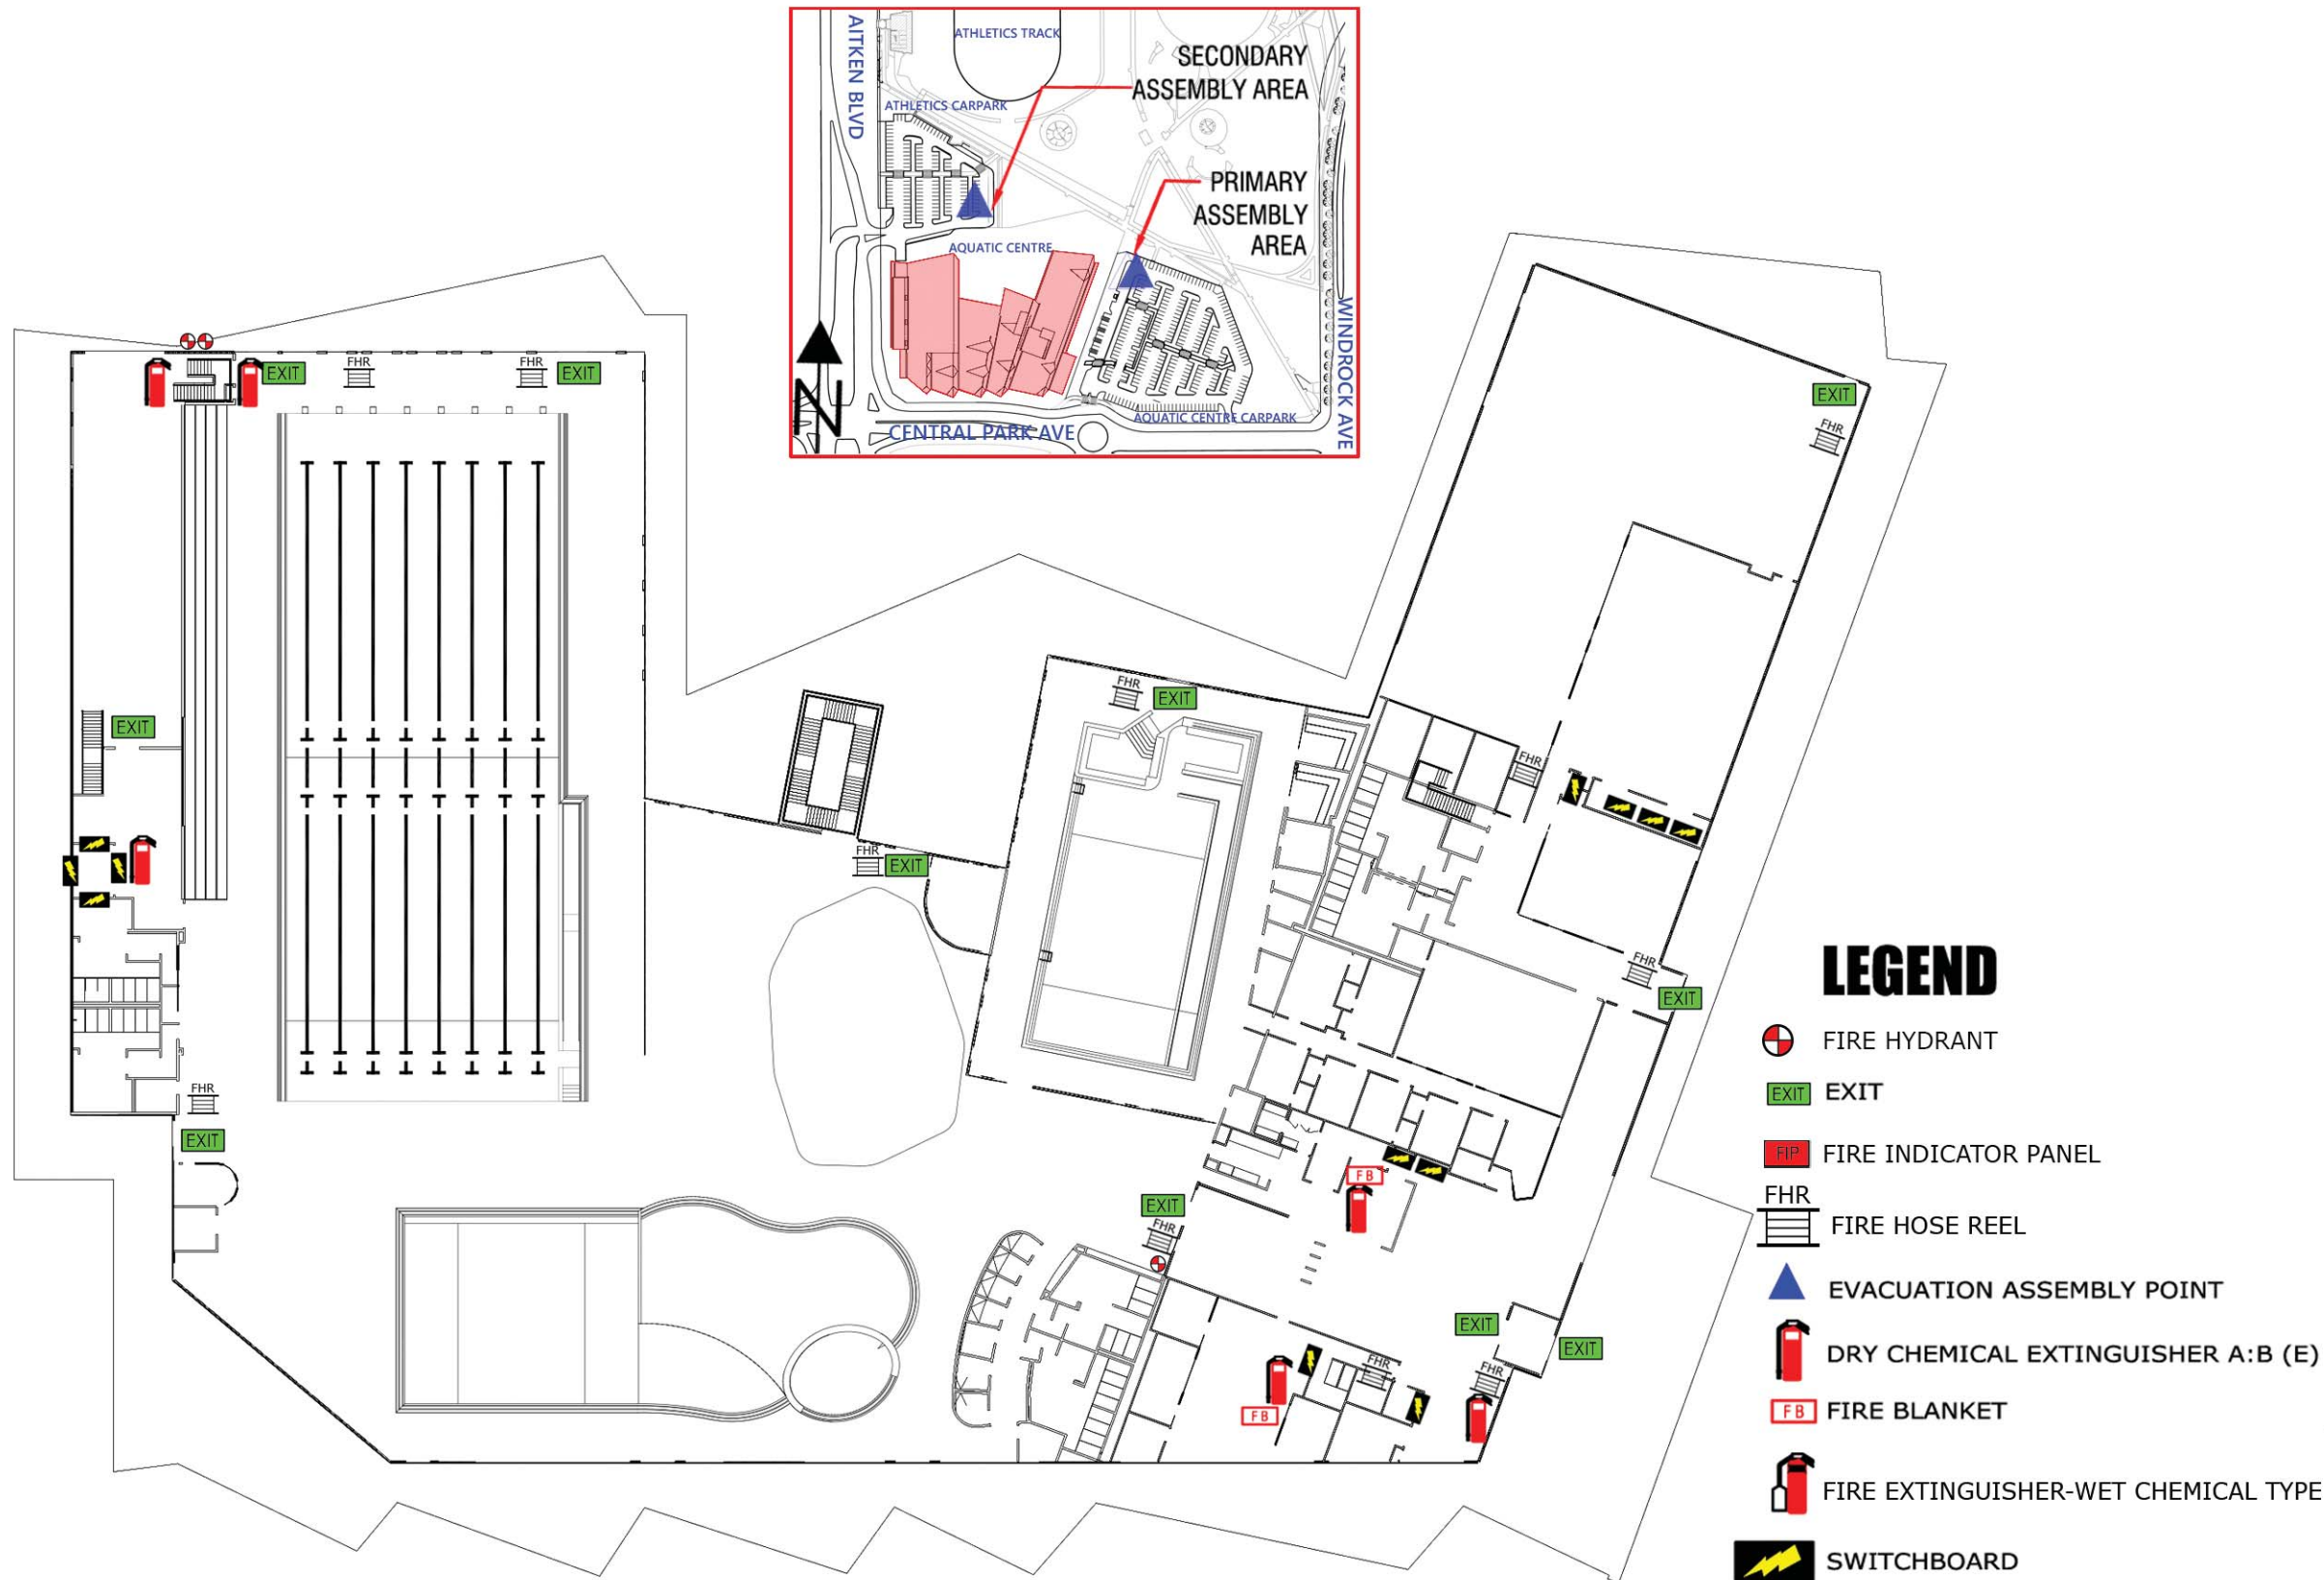 AITKEN BLVD
ATHLETICS TRACK
SECONDARY
ASSEMBLY AREA
ATHLETICS CARPARK
PRIMARY
ASSEMBLY
AREA
AQUATIC CENTRE
WINDROCK AVE
N
AQUATIC CENTRE CARPARK
CENTRAL PARK AVE
EXIT
FHR
FHR
EXIT
EXIT
FHR
EXIT
FHR
EXIT
FHR
FHR
EXIT
FHR
EXIT
FHR
EXIT
FB
EXIT
FHR
EXIT
EXIT
FHR
FHR
FB
LEGEND
FIRE HYDRANT
EXIT EXIT
FIP FIRE INDICATOR PANEL
FHR
FIRE HOSE REEL
EVACUATION ASSEMBLY POINT
DRY CHEMICAL EXTINGUISHER A:B (E)
FB FIRE BLANKET
FIRE EXTINGUISHER-WET CHEMICAL TYPE
SWITCHBOARD